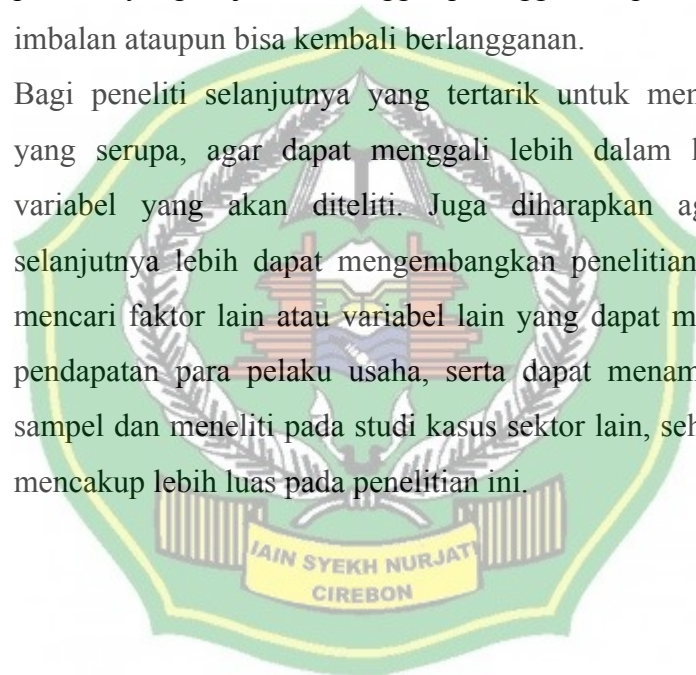 imbalan ataupun bisa kembali berlangganan.
Bagi peneliti selanjutnya yang tertarik untuk men
yang serupa, agar dapat menggali lebih dalam
variabel yang akan diteliti. Juga diharapkan
selanjutnya lebih dapat mengembangkan penelitian
mencari faktor lain atau variabel lain yang dapat
pendapatan para pelaku usaha, serta dapat menam
sampel dan meneliti pada studi kasus sektor lain,
mencakup lebih luas pada penelitian ini.
IAIN SYEKH NURJATI
CIREBON